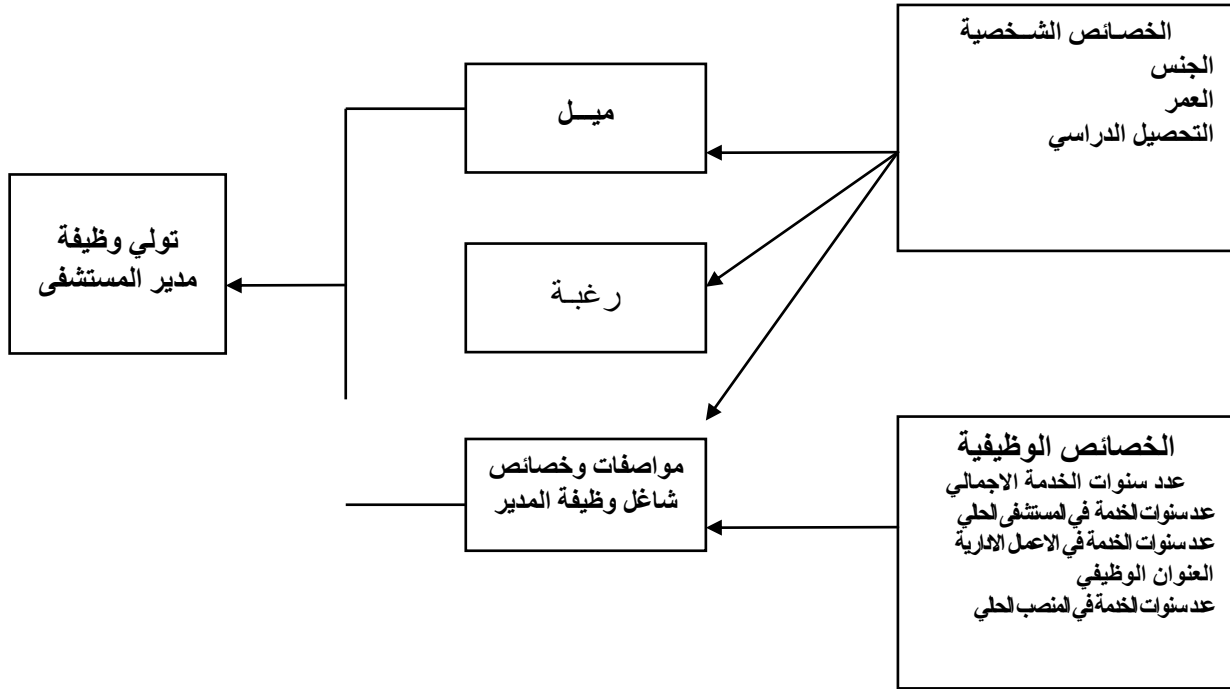 الخصائص الشخصية
الجنس
العمر
التحصيل الدراسي
ميل
رغبة
تولي وظيفة
مدير المستشفى
مواصفات وخصائص
شاغل وظيفة المدير
الخصائص الوظيفية
عدد سنوات الخدمة الاجمالي
عدد سنوات الخدمة في المستشفى الحلي
عدد سنوات الخدمة في الاعمال الادارية
العنوان الوظيفي
عدد سنوات الخدمة في المنصب الحلي